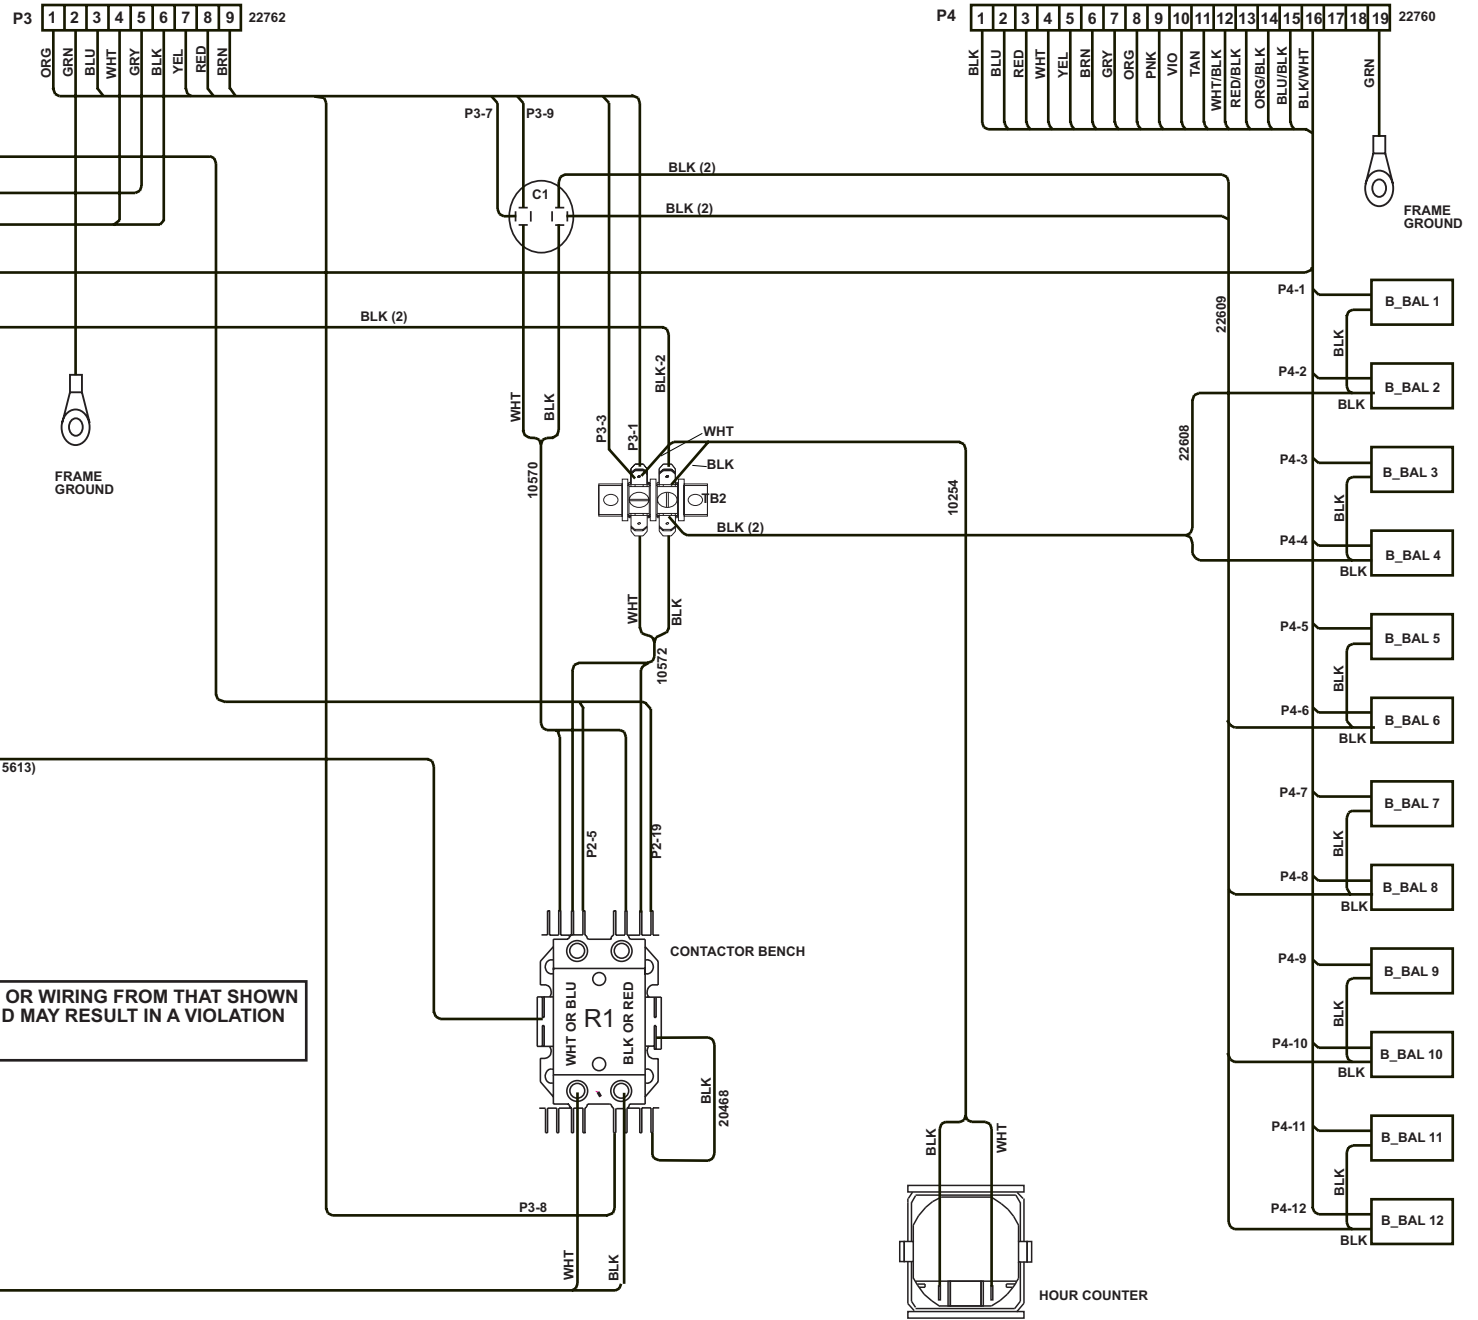 P3 1 2 3 4 5 6 7 8 9 22762
ORG
GRN
BLU
WHT
GRY
BLK
YEL
RED
BRN
P4 1 2 3 4 5 6 7 8 9 10 11 12 13 14 15 16 17 18 19 22760
BLK
BLU
RED
WHT
YEL
BRN
GRY
ORG
PNK
VIO
TAN
WHT/BLK
RED/BLK
ORG/BLK
BLU/BLK
BLK/WHT
GRN
P3-7
P3-9
C1
BLK (2)
BLK (2)
FRAME
GROUND
BLK (2)
22609
FRAME
GROUND
WHT
BLK
10570
P3-3
P3-1
BLK-2
WHT
BLK
TB2
BLK (2)
10254
22608
WHT
BLK
10572
P4-1
B_BAL 1
BLK
P4-2
B_BAL 2
BLK
P4-3
B_BAL 3
BLK
P4-4
B_BAL 4
BLK
P4-5
B_BAL 5
BLK
P4-6
B_BAL 6
BLK
P4-7
B_BAL 7
BLK
P4-8
B_BAL 8
BLK
P4-9
B_BAL 9
BLK
P4-10
B_BAL 10
BLK
P4-11
B_BAL 11
BLK
P4-12
B_BAL 12
BLK
5613)
P2-5
P2-19
CONTACTOR BENCH
WHT OR BLU
R1
BLK OR RED
OR WIRING FROM THAT SHOWN
D MAY RESULT IN A VIOLATION
BLK
20468
P3-8
WHT
BLK
BLK
WHT
HOUR COUNTER